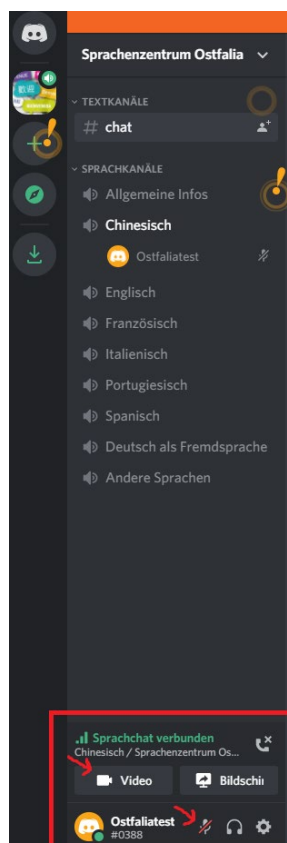 Sprachenzentrum Ostfalia
TEXTKANÄLE
# chat
SPRACHKANÄLE
Allgemeine Infos
Chinesisch
Ostfaliatest
Englisch
Französisch
Italienisch
Portugiesisch
Spanisch
Deutsch als Fremdsprache
Andere Sprachen
Sprachchat verbunden
Chinesisch / Sprachenzentrum Os...
Video
Bildschi
Ostfaliatest
#0388